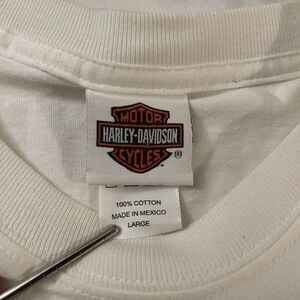 MOTOR
HARLEY-DAVIDSON
CYCLES
®
100% COTTON
MADE IN MEXICO
LARGE